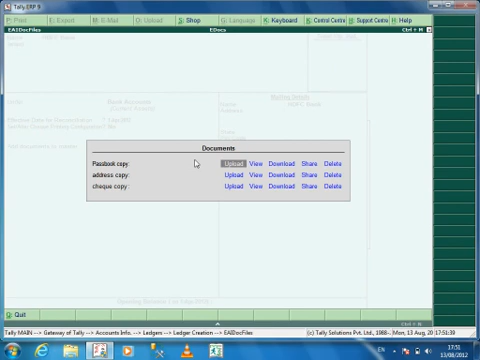 Tally.ERP 9
P: Print E: Export M: E-Mail O: Upload S: Shop G: Language K: Keyboard K: Control Centre H: Support Centre H: Help
EAIDocFiles EDocs Ctrl + M
Documents
Passbook copy: Upload View Download Share Delete
address copy: Upload View Download Share Delete
cheque copy: Upload View Download Share Delete
Q: Quit
Ctrl + N
Tally MAIN --> Gateway of Tally --> Accounts Info. --> Ledgers --> Ledger Creation --> EAIDocFiles (c) Tally Solutions Pvt. Ltd., 1988- Mon, 13 Aug, 20 17:51:39
EN 17:51
13/08/2012